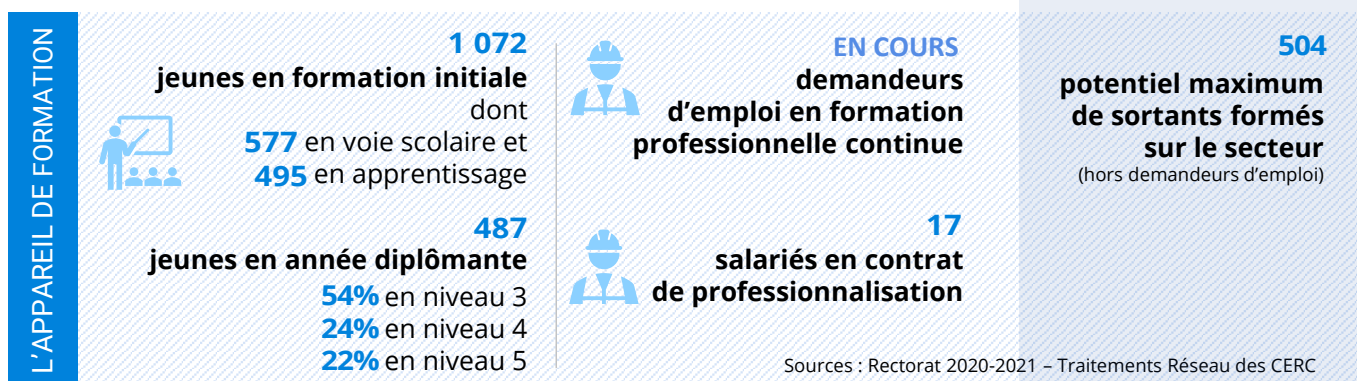 L'APPAREIL DE FORMATION
1 072
jeunes en formation initiale
dont
577 en voie scolaire et
495 en apprentissage
487
jeunes en année diplômante
54% en niveau 3
24% en niveau 4
22% en niveau 5
EN COURS
demandeurs
d'emploi en formation
professionnelle continue
17
salariés en contrat
de professionnalisation
504
potentiel maximum
de sortants formés
sur le secteur
(hors demandeurs d'emploi)
Sources : Rectorat 2020-2021 – Traitements Réseau des CERC